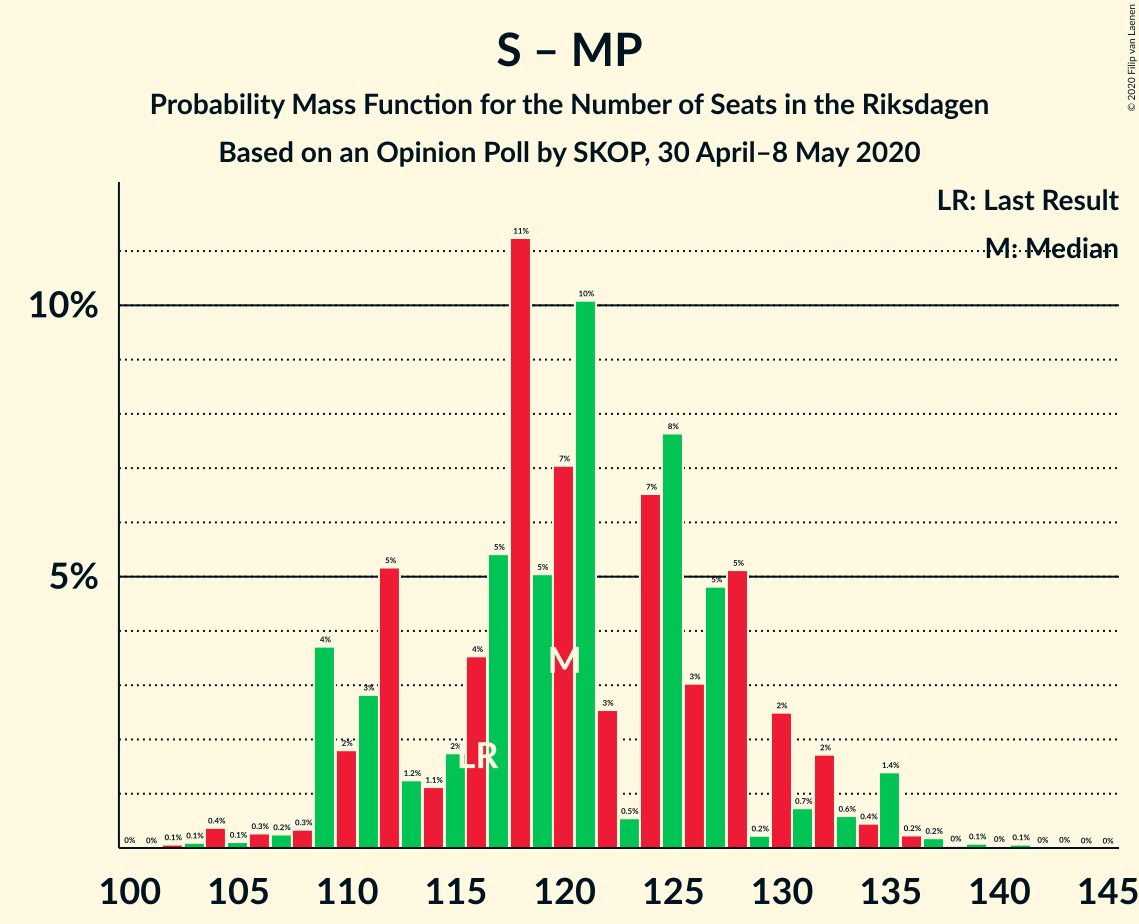 S – MP
Probability Mass Function for the Number of Seats in the Riksdagen
Based on an Opinion Poll by SKOP, 30 April–8 May 2020
© 2020 Filip van Laenen
LR: Last Result
M: Median
10%
5%
0% 0% 0.1% 0.1% 0.4% 0.1% 0.3% 0.2% 0.3% 4% 2% 3% 5% 1.2% 1.1% 2% 4% 5% 11% 5% 7% 10% 3% 0.5% 7% 8% 3% 5% 5% 0.2% 2% 0.7% 2% 0.6% 0.4% 1.4% 0.2% 0.2% 0% 0.1% 0% 0.1% 0% 0% 0% 0%
M
LR
100 105 110 115 120 125 130 135 140 145